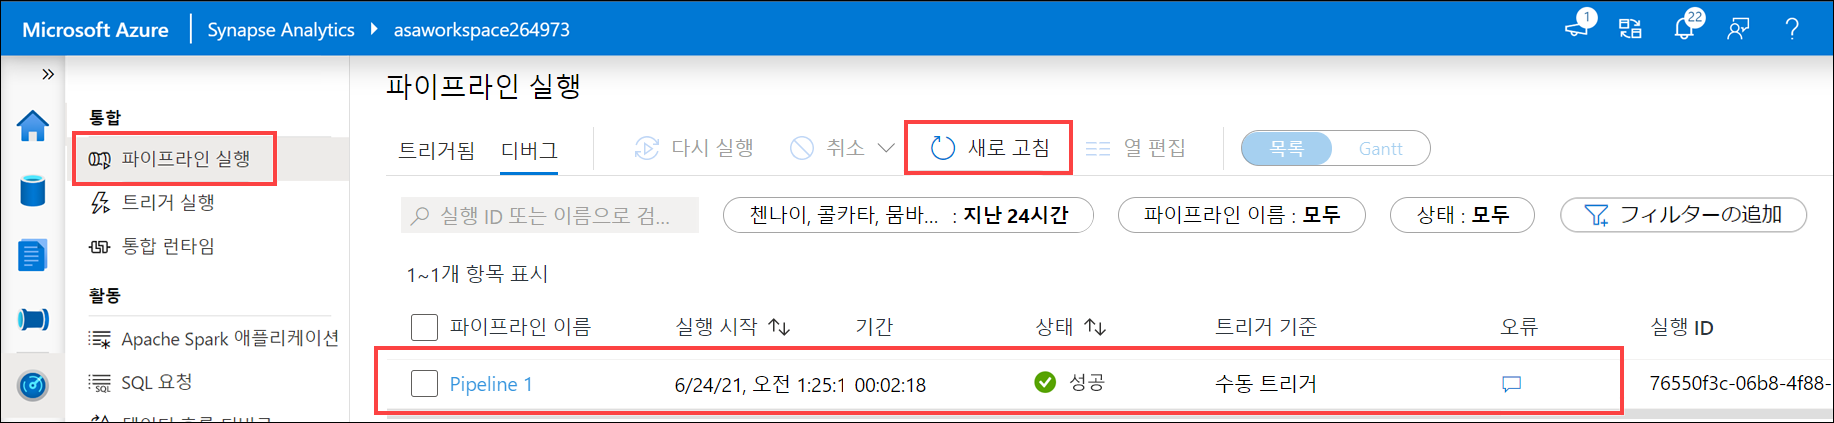 Microsoft Azure Synapse Analytics asaworkspace264973 1 22 ?
»
통합
파이프라인 실행
트리거 실행
통합 런타임
활동
Apache Spark 애플리케이션
SQL 요청
파이프라인 실행
트리거됨 디버그 다시 실행 취소 새로 고침 열 편집 목록 Gantt
실행 ID 또는 이름으로 검... 첸나이, 콜카타, 뭄바... : 지난 24시간 파이프라인 이름 : 모두 상태 : 모두 フィルターの追加
1~1개 항목 표시
파이프라인 이름 실행 시작 기간 상태 트리거 기준 오류 실행 ID
Pipeline 1 6/24/21, 오전 1:25:1 00:02:18 성공 수동 트리거 76550f3c-06b8-4f88-